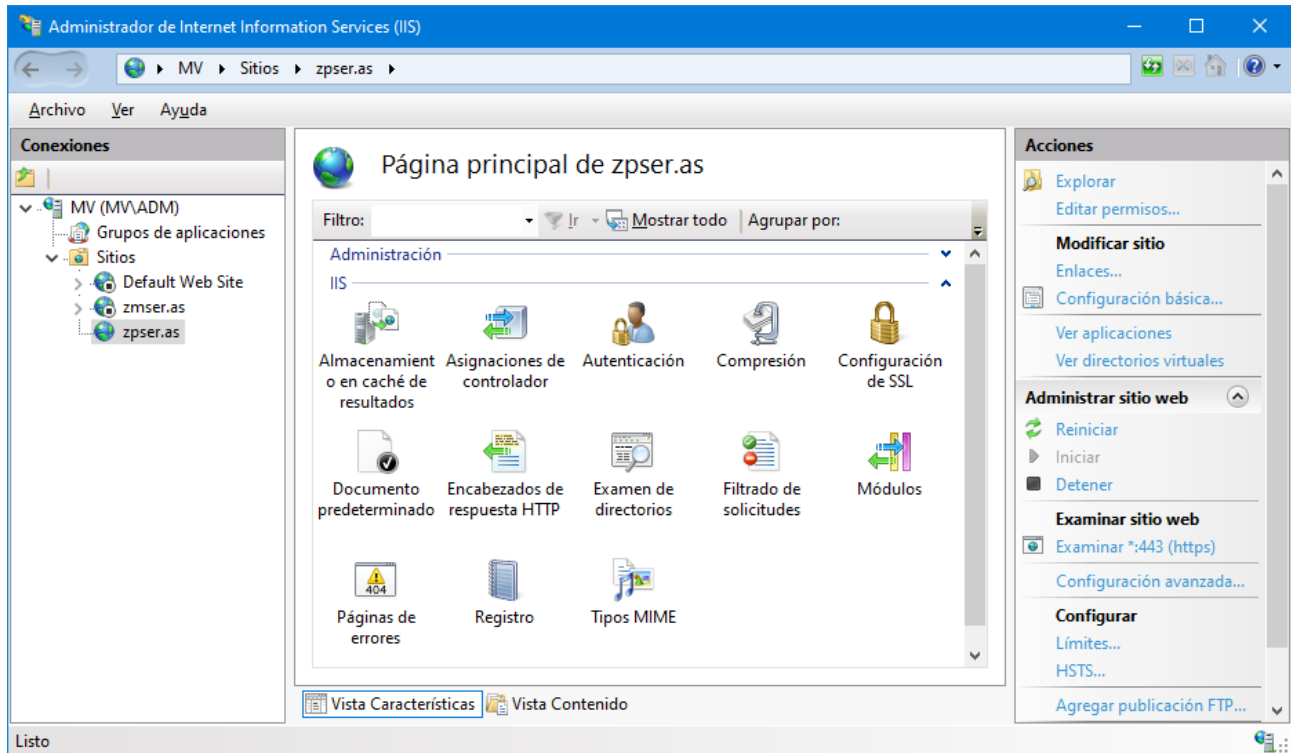 Administrador de Internet Information Services (IIS)
MV Sitios zpser.as
Archivo Ver Ayuda
Conexiones
MV (MV\ADM)
Grupos de aplicaciones
Sitios
Default Web Site
zmser.as
zpser.as
Página principal de zpser.as
Filtro: Ir Mostrar todo Agrupar por:
Administración
IIS
Almacenamient
o en caché de
resultados
Asignaciones de
controlador
Autenticación
Compresión
Configuración
de SSL
Documento
predeterminado
Encabezados de
respuesta HTTP
Examen de
directorios
Filtrado de
solicitudes
Módulos
404
Páginas de
errores
Registro
Tipos MIME
Vista Características Vista Contenido
Acciones
Explorar
Editar permisos...
Modificar sitio
Enlaces...
Configuración básica...
Ver aplicaciones
Ver directorios virtuales
Administrar sitio web
Reiniciar
Iniciar
Detener
Examinar sitio web
Examinar *:443 (https)
Configuración avanzada...
Configurar
Límites...
HSTS...
Agregar publicación FTP...
Listo